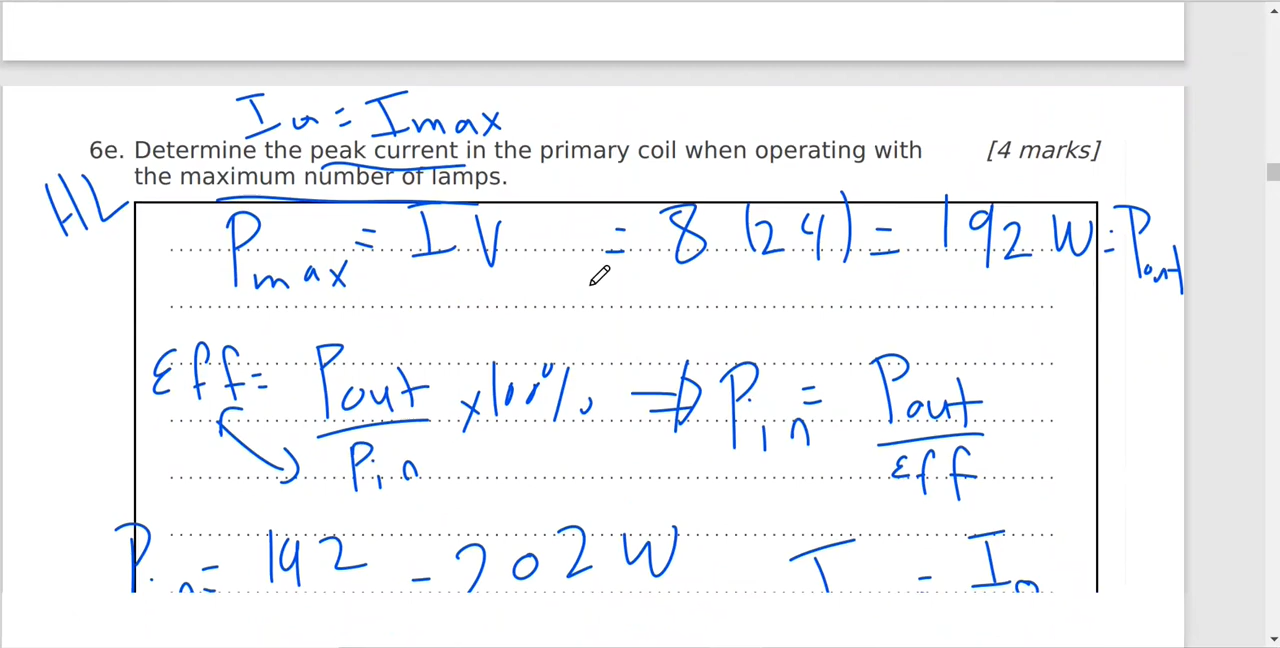 I₀ = Imax
6e. Determine the peak current in the primary coil when operating with [4 marks]
the maximum number of lamps.
HL
Pmax = IV = 8 (24) = 192 W = Pout
Eff = Pout/Pin × 100% ⇒ Pin = Pout/Eff
Pin = 192 = 202 W I = I